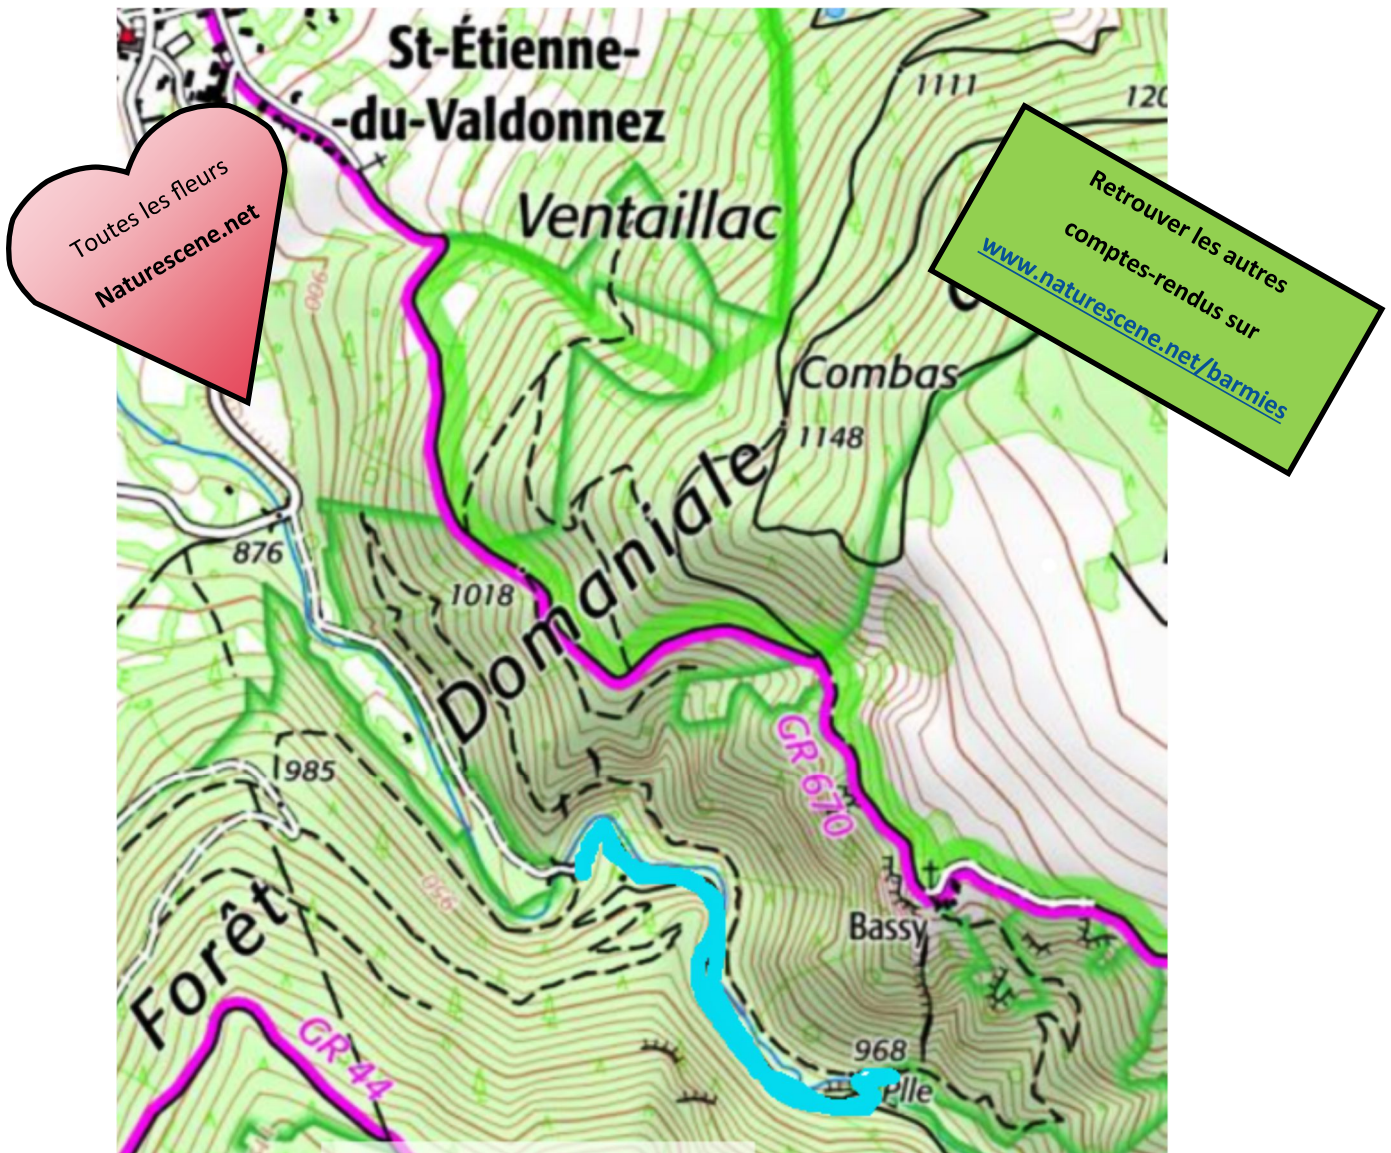 St-Étienne-
-du-Valdonnez
1111
120
Toutes les fleurs
Naturescene.net
Retrouver les autres
comptes-rendus sur
www.naturescene.net/barmies
Ventaillac
900
Combas
1148
876
1018
Domaniale
GR 670
985
950
Forêt
Bassy
GR 44
968
Plle